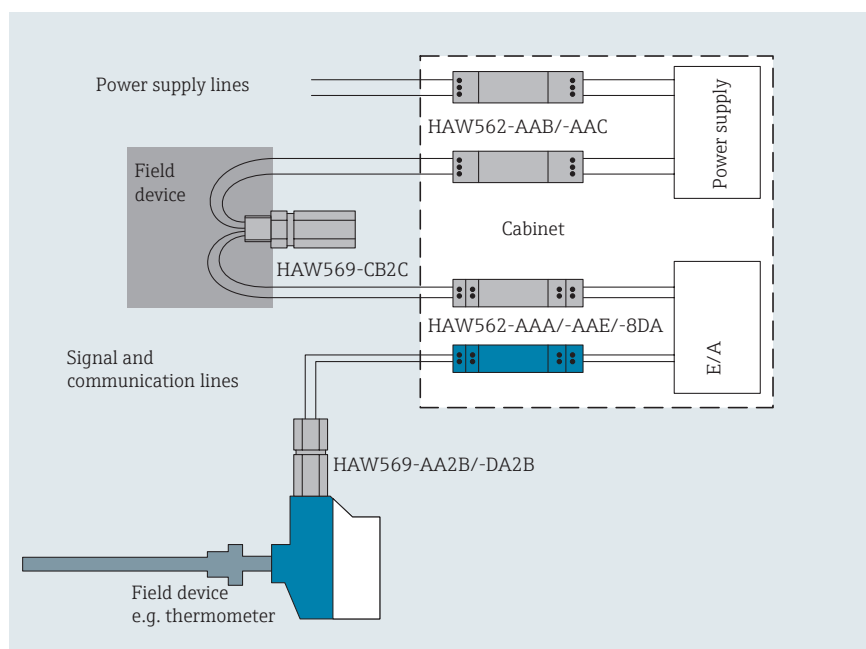 Power supply lines
HAW562-AAB/-AAC
Power supply
Field
device
Cabinet
HAW569-CB2C
HAW562-AAA/-AAE/-8DA
E/A
Signal and
communication lines
HAW569-AA2B/-DA2B
Field device
e.g. thermometer